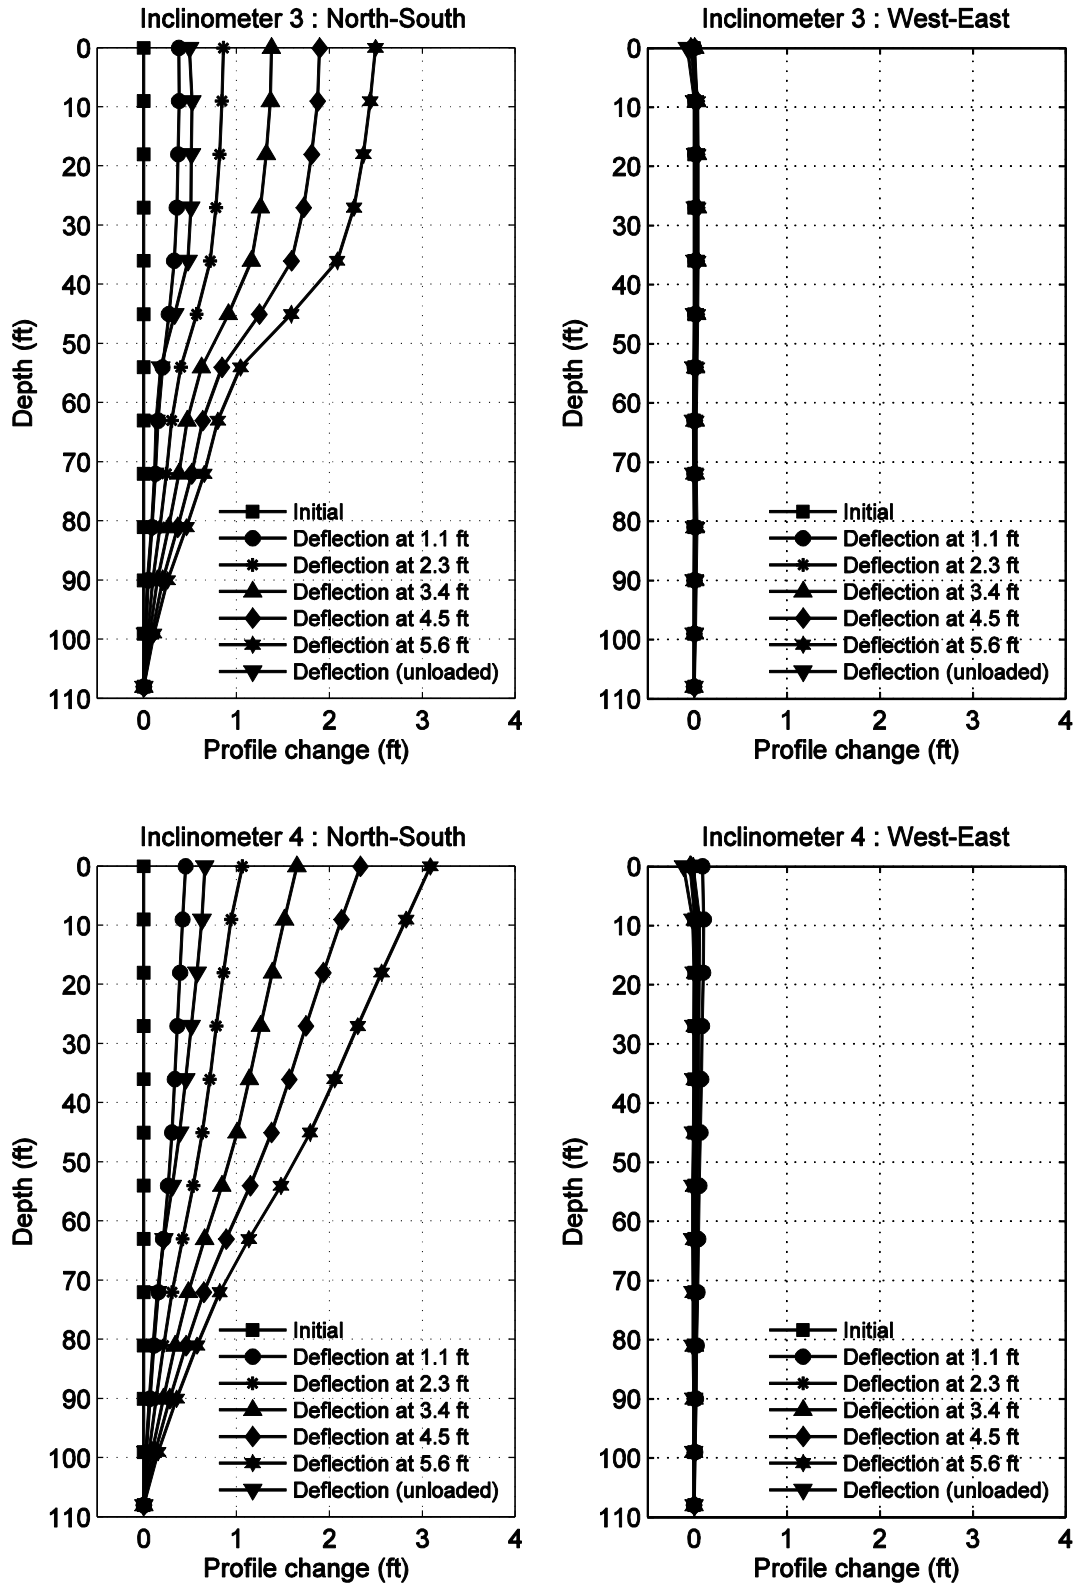 Inclinometer 3 : North-South
0
10
20
30
40
50
60
70
80
90
100
110
Depth (ft)
Initial
Deflection at 1.1 ft
Deflection at 2.3 ft
Deflection at 3.4 ft
Deflection at 4.5 ft
Deflection at 5.6 ft
Deflection (unloaded)
0 1 2 3 4
Profile change (ft)
Inclinometer 3 : West-East
0
10
20
30
40
50
60
70
80
90
100
110
Depth (ft)
Initial
Deflection at 1.1 ft
Deflection at 2.3 ft
Deflection at 3.4 ft
Deflection at 4.5 ft
Deflection at 5.6 ft
Deflection (unloaded)
0 1 2 3 4
Profile change (ft)
Inclinometer 4 : North-South
0
10
20
30
40
50
60
70
80
90
100
110
Depth (ft)
Initial
Deflection at 1.1 ft
Deflection at 2.3 ft
Deflection at 3.4 ft
Deflection at 4.5 ft
Deflection at 5.6 ft
Deflection (unloaded)
0 1 2 3 4
Profile change (ft)
Inclinometer 4 : West-East
0
10
20
30
40
50
60
70
80
90
100
110
Depth (ft)
Initial
Deflection at 1.1 ft
Deflection at 2.3 ft
Deflection at 3.4 ft
Deflection at 4.5 ft
Deflection at 5.6 ft
Deflection (unloaded)
0 1 2 3 4
Profile change (ft)